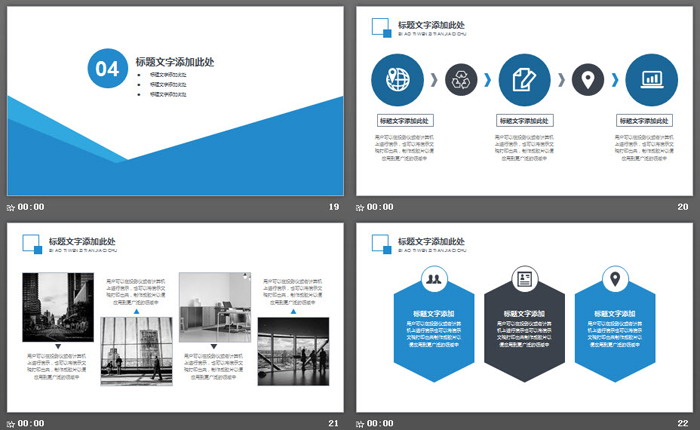 04
标题文字添加此处
• 标题文字添加此处
• 标题文字添加此处
• 标题文字添加此处
00:00
19
标题文字添加此处
BIAO TI WEN ZI TIAN JIA CI CHU
标题文字添加此处
标题文字添加此处
标题文字添加此处
用户可以在投影仪或者计算机
上进行演示，也可以将演示文
稿打印出来，制作成胶片以便
应用到更广泛的领域中
用户可以在投影仪或者计算机
上进行演示，也可以将演示文
稿打印出来，制作成胶片以便
应用到更广泛的领域中
用户可以在投影仪或者计算机
上进行演示，也可以将演示文
稿打印出来，制作成胶片以便
应用到更广泛的领域中
00:00
20
标题文字添加此处
BIAO TI WEN ZI TIAN JIA CI CHU
用户可以在投影仪或者计算机
上进行演示，也可以将演示文
稿打印出来，制作成胶片以便
应用到更广泛的领域中
用户可以在投影仪或者计算机
上进行演示，也可以将演示文
稿打印出来，制作成胶片以便
应用到更广泛的领域中
用户可以在投影仪或者计算机
上进行演示，也可以将演示文
稿打印出来，制作成胶片以便
应用到更广泛的领域中
用户可以在投影仪或者计算机
上进行演示，也可以将演示文
稿打印出来，制作成胶片以便
应用到更广泛的领域中
00:00
21
标题文字添加此处
BIAO TI WEN ZI TIAN JIA CI CHU
标题文字添加
用户可以在投影仪或者计算
机上进行演示也可以将演示
文稿打印出来制作成胶片以
便应用到更广泛的领域中
标题文字添加
用户可以在投影仪或者计算
机上进行演示也可以将演示
文稿打印出来制作成胶片以
便应用到更广泛的领域中
标题文字添加
用户可以在投影仪或者计算
机上进行演示也可以将演示
文稿打印出来制作成胶片以
便应用到更广泛的领域中
00:00
22